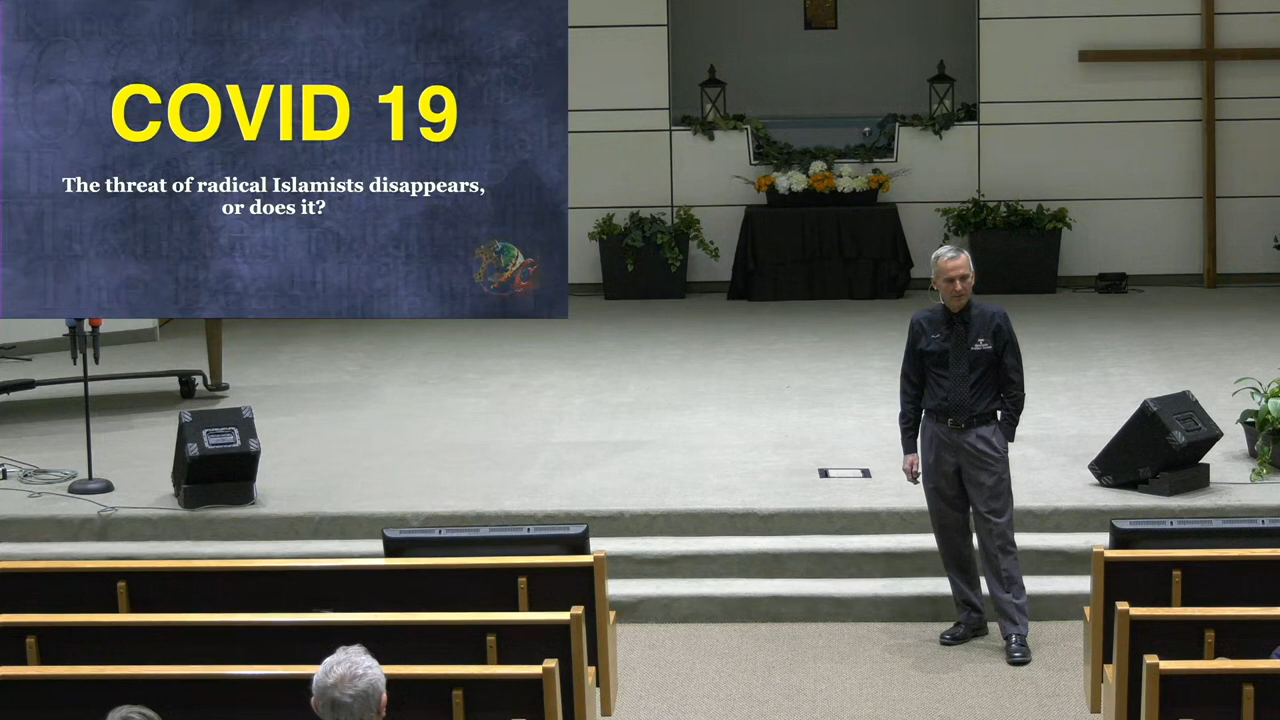 COVID 19
The threat of radical Islamists disappears,
or does it?